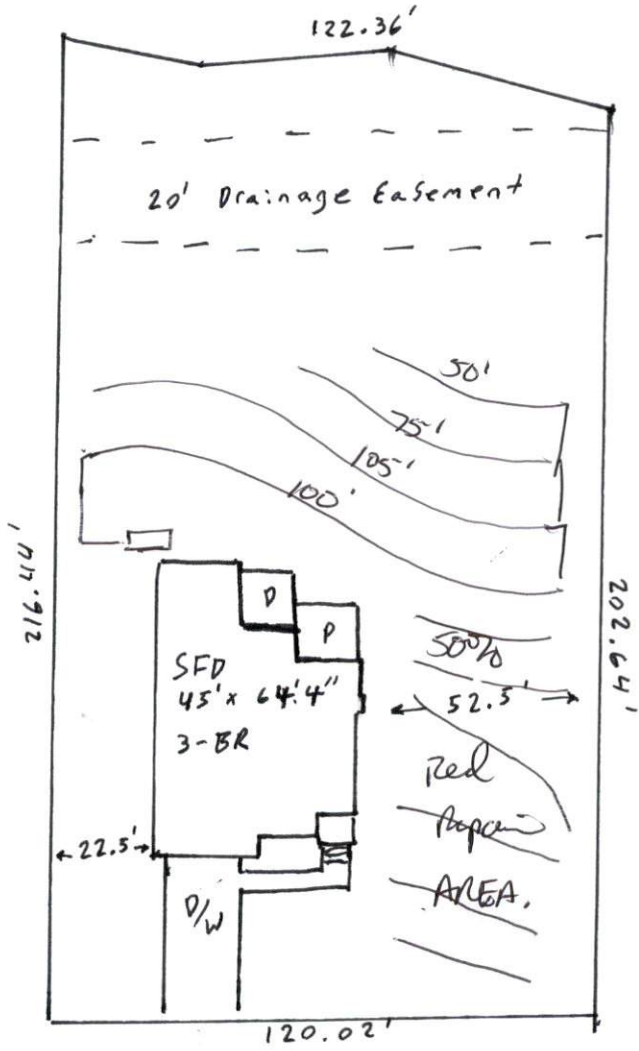 122.36'
20' Drainage Easement
50'
75'
105'
100'
216.44'
D
P
SFD
45' x 64'.4"
3-BR
50%
52.5'
202.64'
Red
AREA.
22.5'
D/W
120.02'